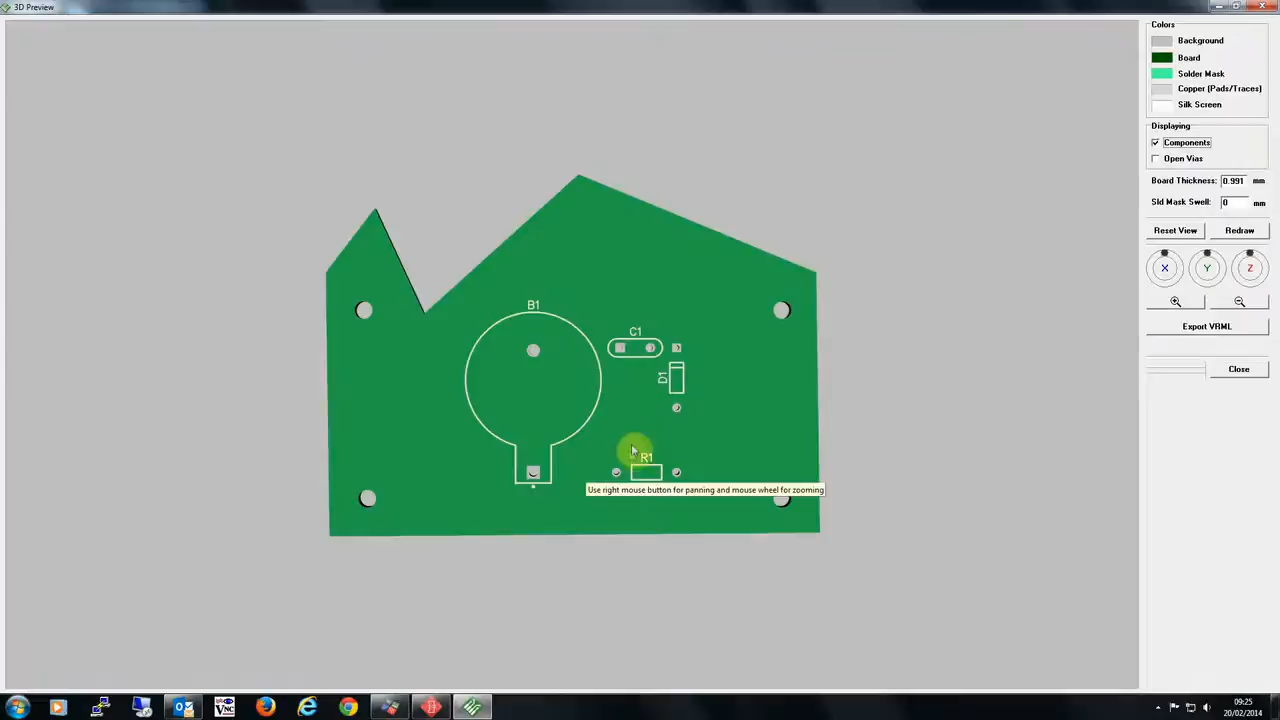 3D Preview
Colors
Background
Board
Solder Mask
Copper (Pads/Traces)
Silk Screen
Displaying
Components
Open Vias
Board Thickness: 0.991 mm
Sld Mask Swell: 0 mm
Reset View Redraw
X Y Z
Export VRML
Close
B1
C1
D1
R1
Use right mouse button for panning and mouse wheel for zooming
VNC
09:25
20/02/2014